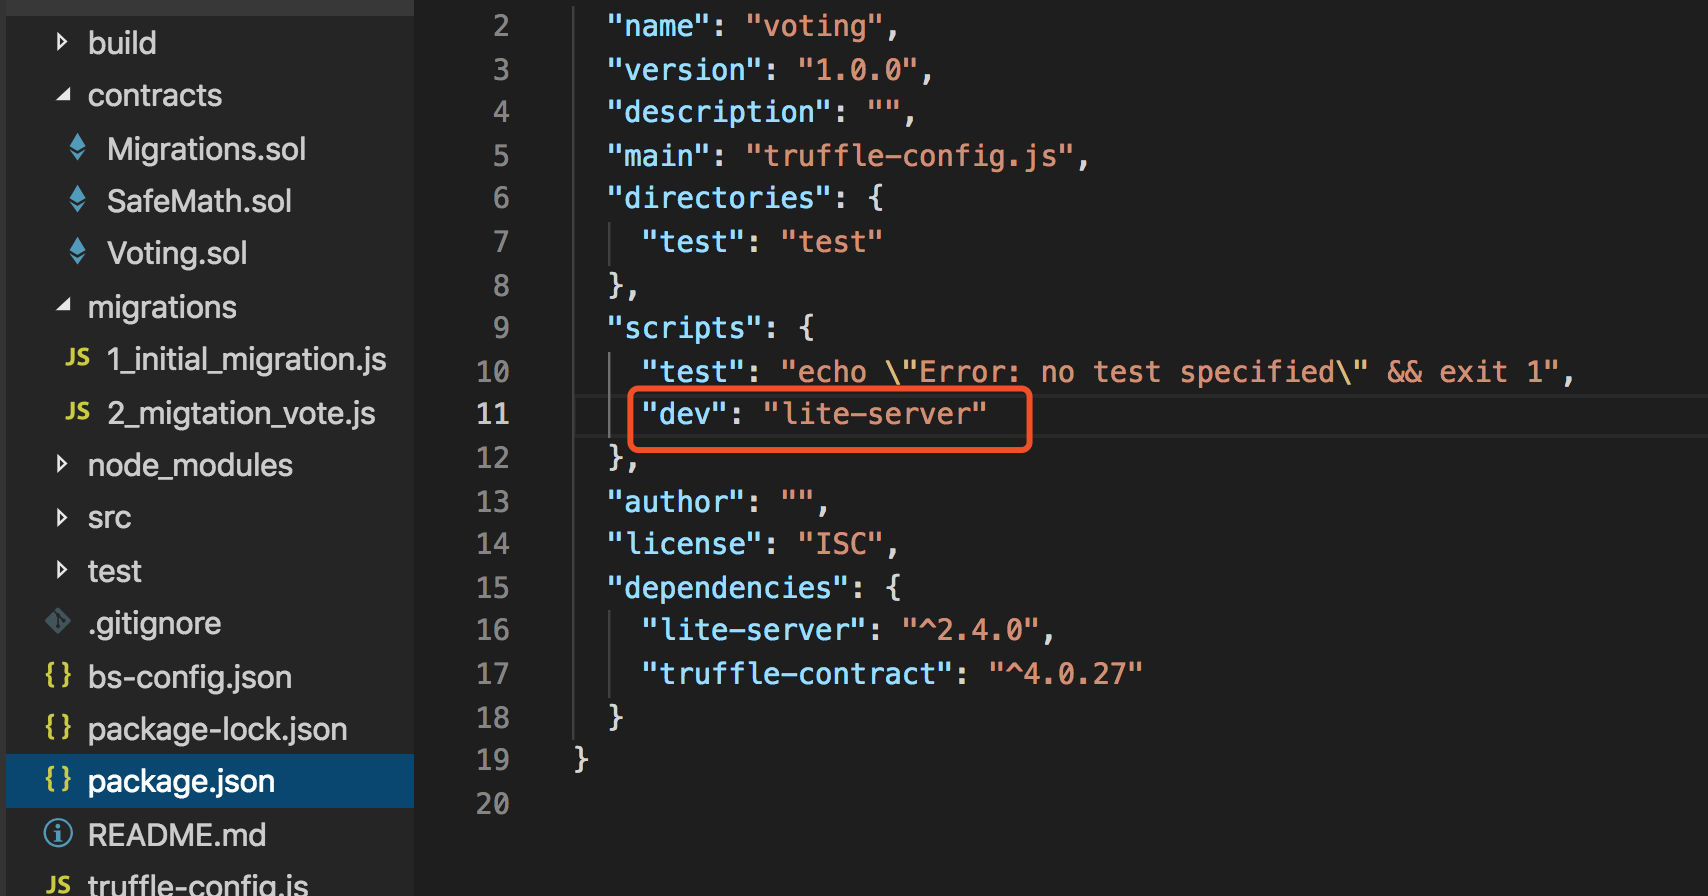 build
contracts
Migrations.sol
SafeMath.sol
Voting.sol
migrations
JS 1_initial_migration.js
JS 2_migtation_vote.js
node_modules
src
test
.gitignore
{} bs-config.json
{} package-lock.json
{} package.json
README.md
JS truffle-config.js
2 "name": "voting",
3 "version": "1.0.0",
4 "description": "",
5 "main": "truffle-config.js",
6 "directories": {
7 "test": "test"
8 },
9 "scripts": {
10 "test": "echo \"Error: no test specified\" && exit 1",
11 "dev": "lite-server"
12 },
13 "author": "",
14 "license": "ISC",
15 "dependencies": {
16 "lite-server": "^2.4.0",
17 "truffle-contract": "^4.0.27"
18 }
19 }
20